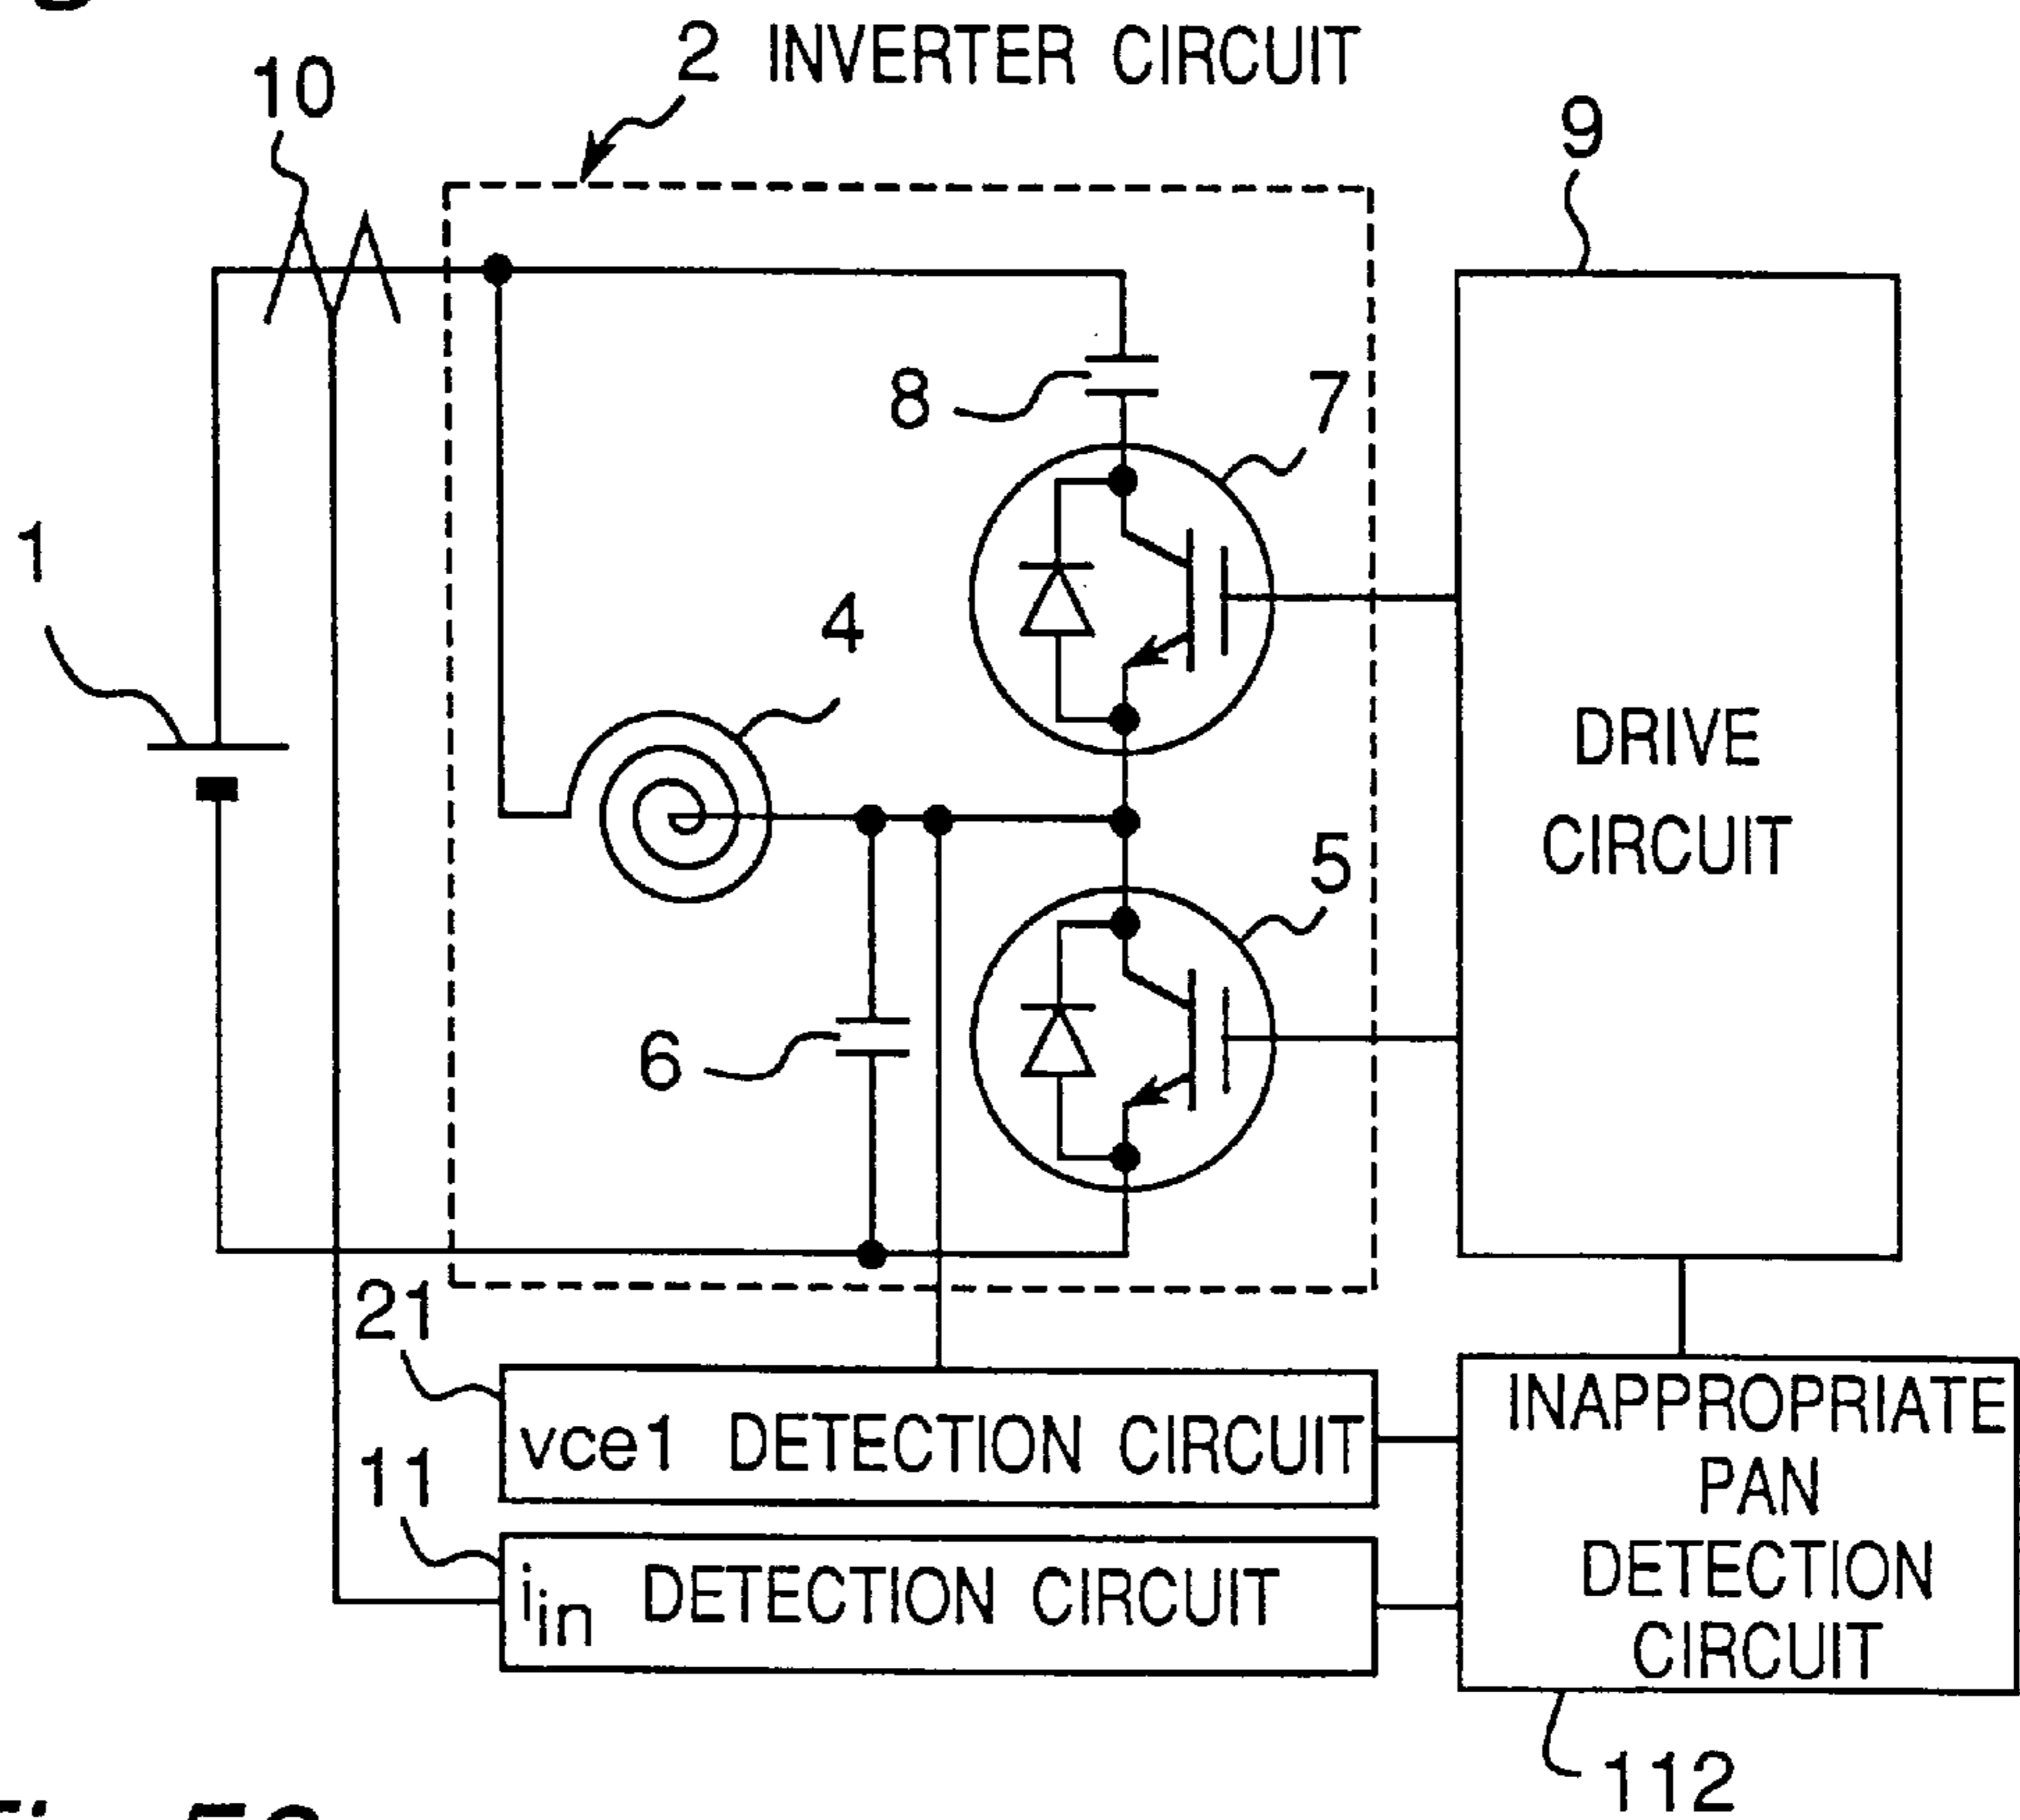 2 INVERTER CIRCUIT
10
9
8
7
1
4
DRIVE
CIRCUIT
5
6
21
vce1 DETECTION CIRCUIT
INAPPROPRIATE
PAN
DETECTION
CIRCUIT
11
iin DETECTION CIRCUIT
112